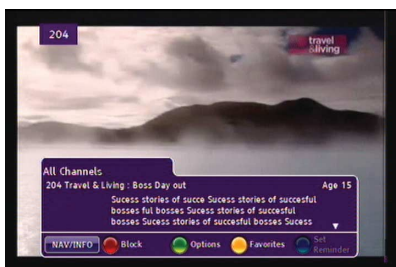 204
travel
&living
All Channels
204 Travel & Living : Boss Day out Age 15
Sucess stories of succe Sucess stories of succesful
bosses ful bosses Sucess stories of succesful
bosses Sucess stories of succesful bosses Sucess
NAV/INFO Block Options Favorites Set
Reminder